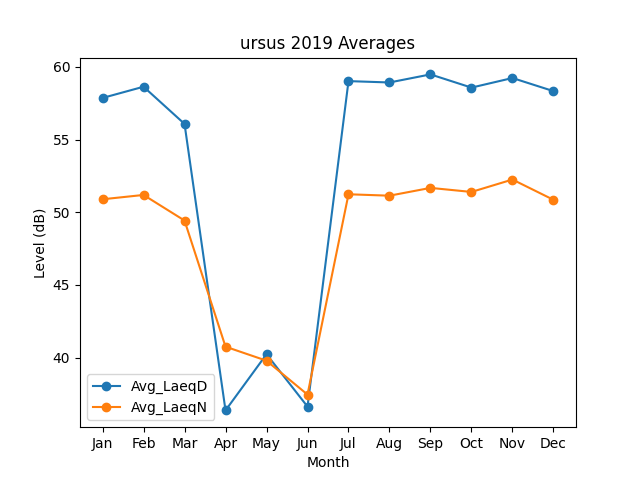 ursus 2019 Averages
Level (dB)
60
55
50
45
40
Avg_LaeqD
Avg_LaeqN
Jan Feb Mar Apr May Jun Jul Aug Sep Oct Nov Dec
Month